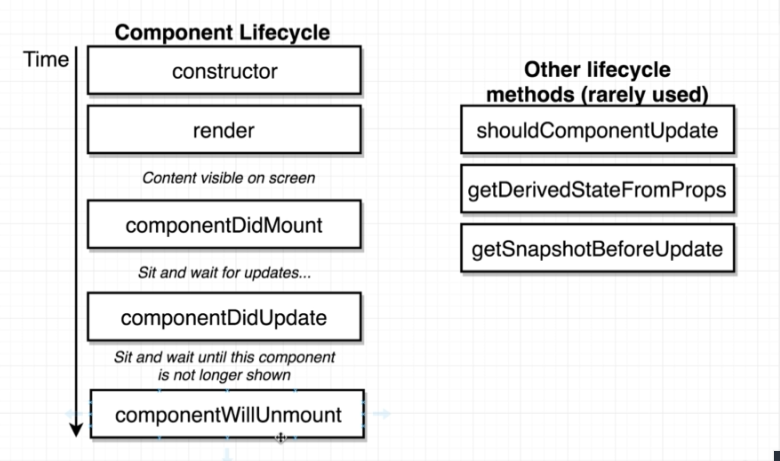 Component Lifecycle
Time
constructor
render
Content visible on screen
componentDidMount
Sit and wait for updates...
componentDidUpdate
Sit and wait until this component
is not longer shown
componentWillUnmount
Other lifecycle
methods (rarely used)
shouldComponentUpdate
getDerivedStateFromProps
getSnapshotBeforeUpdate